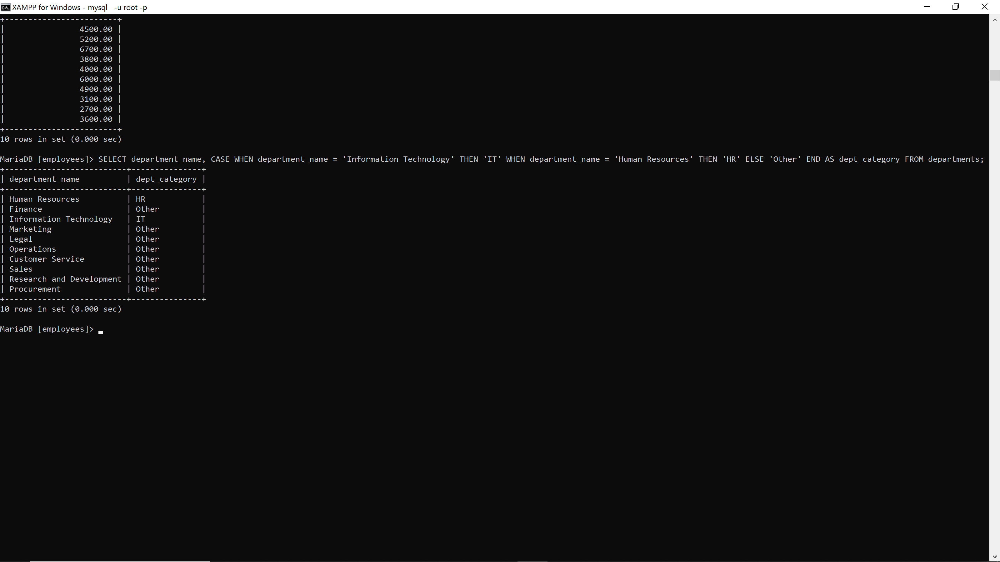 XAMPP for Windows - mysql  -u root -p
+------------------------+
|                4500.00 |
|                5200.00 |
|                6700.00 |
|                3800.00 |
|                4000.00 |
|                6000.00 |
|                4900.00 |
|                3100.00 |
|                2700.00 |
|                3600.00 |
+------------------------+
10 rows in set (0.000 sec)

MariaDB [employees]> SELECT department_name, CASE WHEN department_name = 'Information Technology' THEN 'IT' WHEN department_name = 'Human Resources' THEN 'HR' ELSE 'Other' END AS dept_category FROM departments;
+--------------------------+---------------+
| department_name          | dept_category |
+--------------------------+---------------+
| Human Resources          | HR            |
| Finance                  | Other         |
| Information Technology   | IT            |
| Marketing                | Other         |
| Legal                    | Other         |
| Operations               | Other         |
| Customer Service         | Other         |
| Sales                    | Other         |
| Research and Development | Other         |
| Procurement              | Other         |
+--------------------------+---------------+
10 rows in set (0.000 sec)

MariaDB [employees]> _